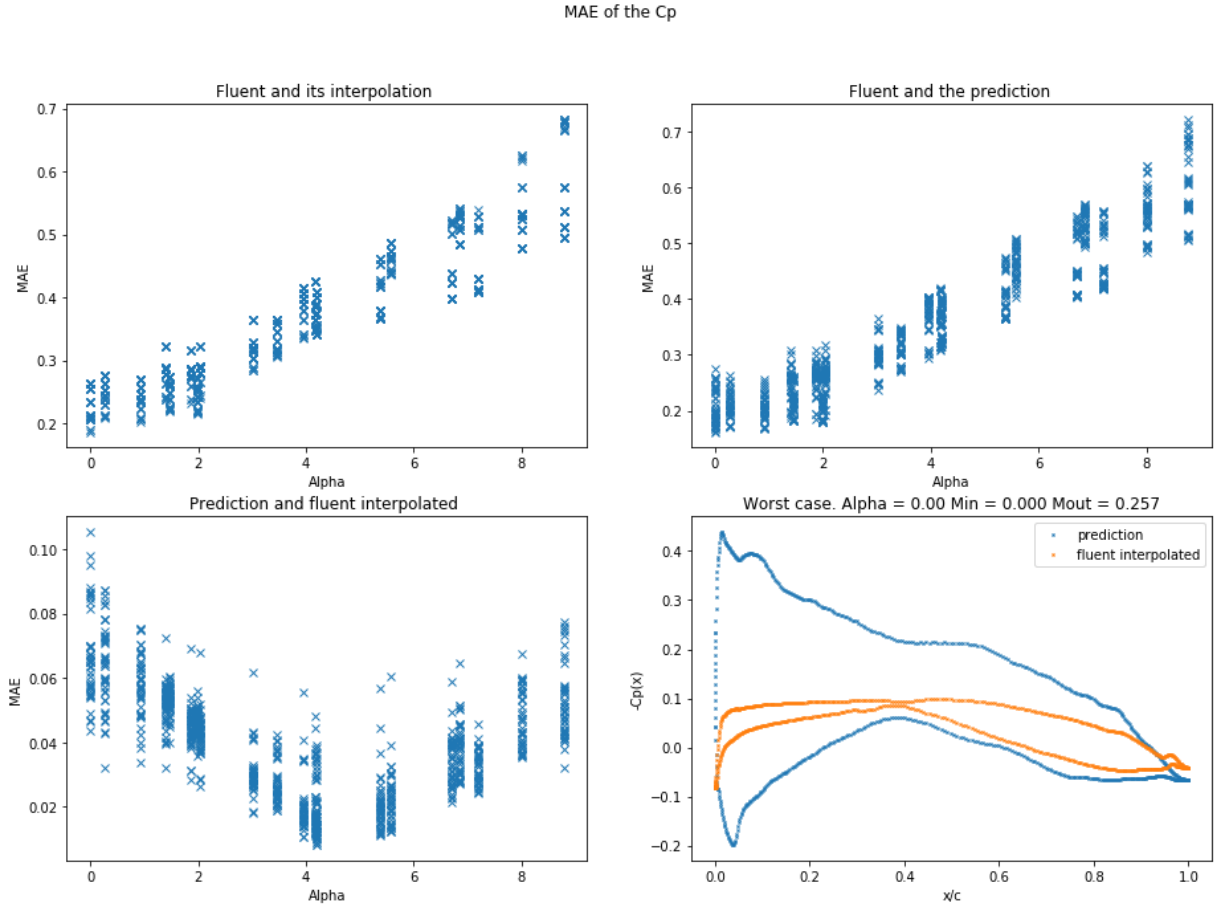 MAE of the Cp
Fluent and its interpolation
MAE
0.7
0.6
0.5
0.4
0.3
0.2
0 2 4 6 8
Alpha
Fluent and the prediction
MAE
0.7
0.6
0.5
0.4
0.3
0.2
0 2 4 6 8
Alpha
Prediction and fluent interpolated
MAE
0.10
0.08
0.06
0.04
0.02
0 2 4 6 8
Alpha
Worst case. Alpha = 0.00 Min = 0.000 Mout = 0.257
prediction
fluent interpolated
-Cp(x)
0.4
0.3
0.2
0.1
0.0
−0.1
−0.2
0.0 0.2 0.4 0.6 0.8 1.0
x/c